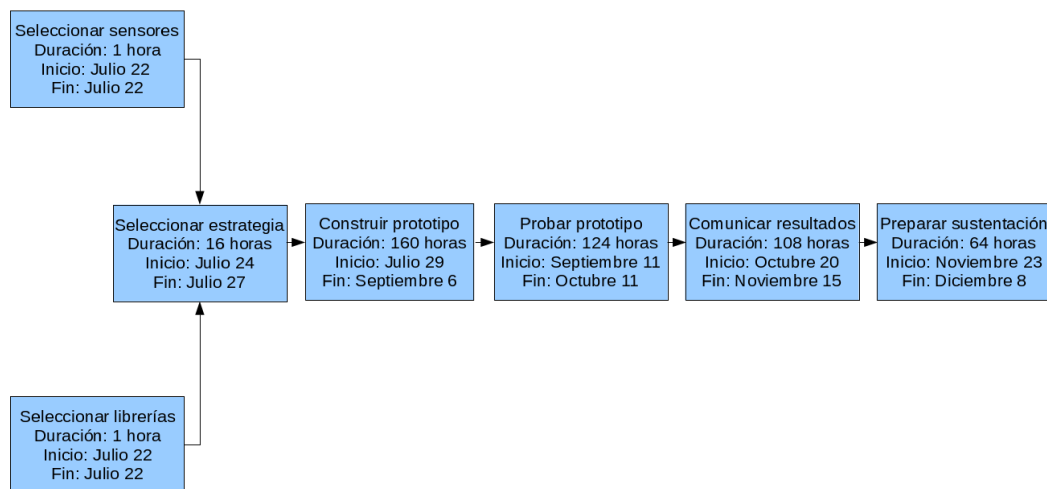 Seleccionar sensores
Duración: 1 hora
Inicio: Julio 22
Fin: Julio 22
Seleccionar estrategia
Duración: 16 horas
Inicio: Julio 24
Fin: Julio 27
Construir prototipo
Duración: 160 horas
Inicio: Julio 29
Fin: Septiembre 6
Probar prototipo
Duración: 124 horas
Inicio: Septiembre 11
Fin: Octubre 11
Comunicar resultados
Duración: 108 horas
Inicio: Octubre 20
Fin: Noviembre 15
Preparar sustentación
Duración: 64 horas
Inicio: Noviembre 23
Fin: Diciembre 8
Seleccionar librerías
Duración: 1 hora
Inicio: Julio 22
Fin: Julio 22